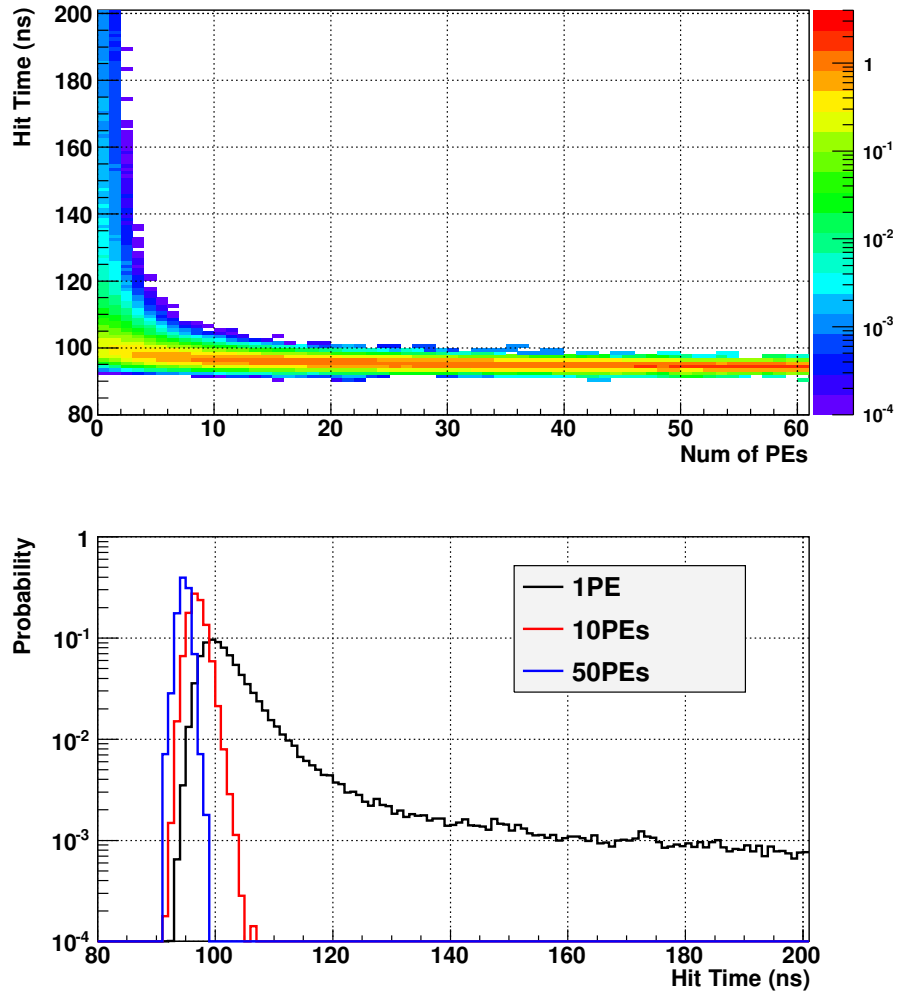 Hit Time (ns)
200
180
160
140
120
100
80
0 10 20 30 40 50 60
Num of PEs
1
10^-1
10^-2
10^-3
10^-4
Probability
1
10^-1
10^-2
10^-3
10^-4
1PE
10PEs
50PEs
80 100 120 140 160 180 200
Hit Time (ns)